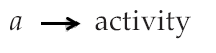 a → activity